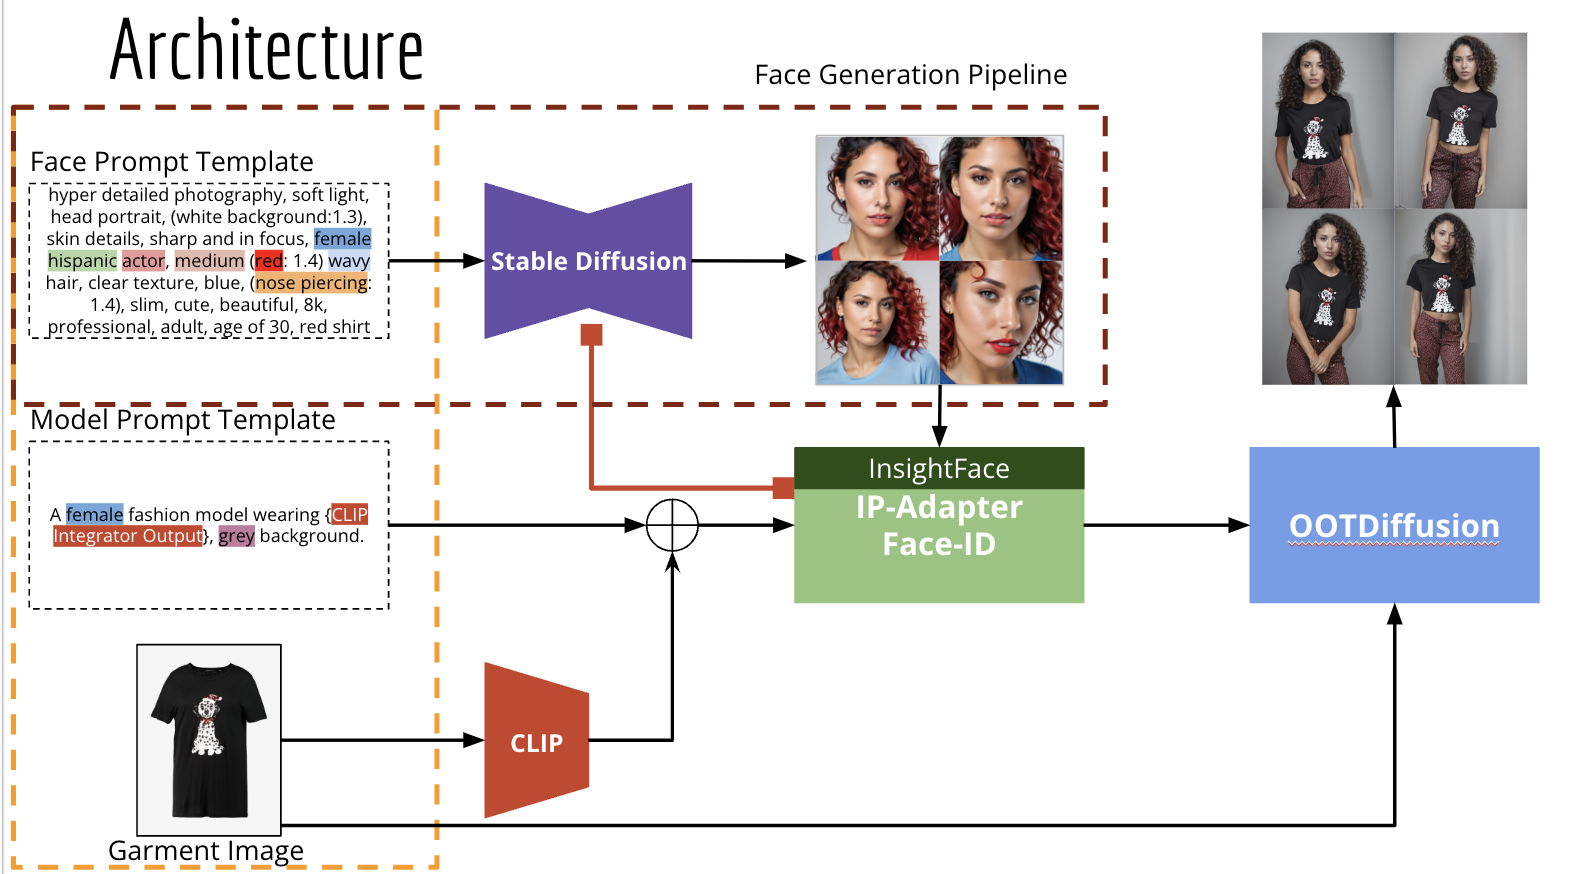 Architecture
Face Generation Pipeline
Face Prompt Template
hyper detailed photography, soft light,
head portrait, (white background:1.3),
skin details, sharp and in focus, female
hispanic actor, medium (red: 1.4) wavy
hair, clear texture, blue, (nose piercing:
1.4), slim, cute, beautiful, 8k,
professional, adult, age of 30, red shirt
Stable Diffusion
Model Prompt Template
A female fashion model wearing {CLIP
Integrator Output}, grey background.
InsightFace
IP-Adapter
Face-ID
OOTDiffusion
CLIP
Garment Image